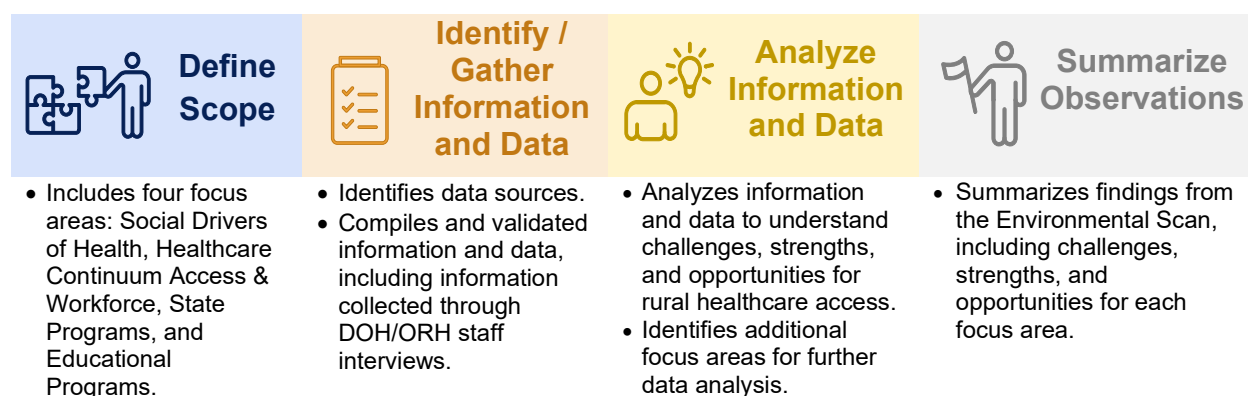 Define
Scope
• Includes four focus
areas: Social Drivers
of Health, Healthcare
Continuum Access &
Workforce, State
Programs, and
Educational
Programs.
Identify /
Gather
Information
and Data
• Identifies data sources.
• Compiles and validated
information and data,
including information
collected through
DOH/ORH staff
interviews.
Analyze
Information
and Data
• Analyzes information
and data to understand
challenges, strengths,
and opportunities for
rural healthcare access.
• Identifies additional
focus areas for further
data analysis.
Summarize
Observations
• Summarizes findings from
the Environmental Scan,
including challenges,
strengths, and
opportunities for each
focus area.